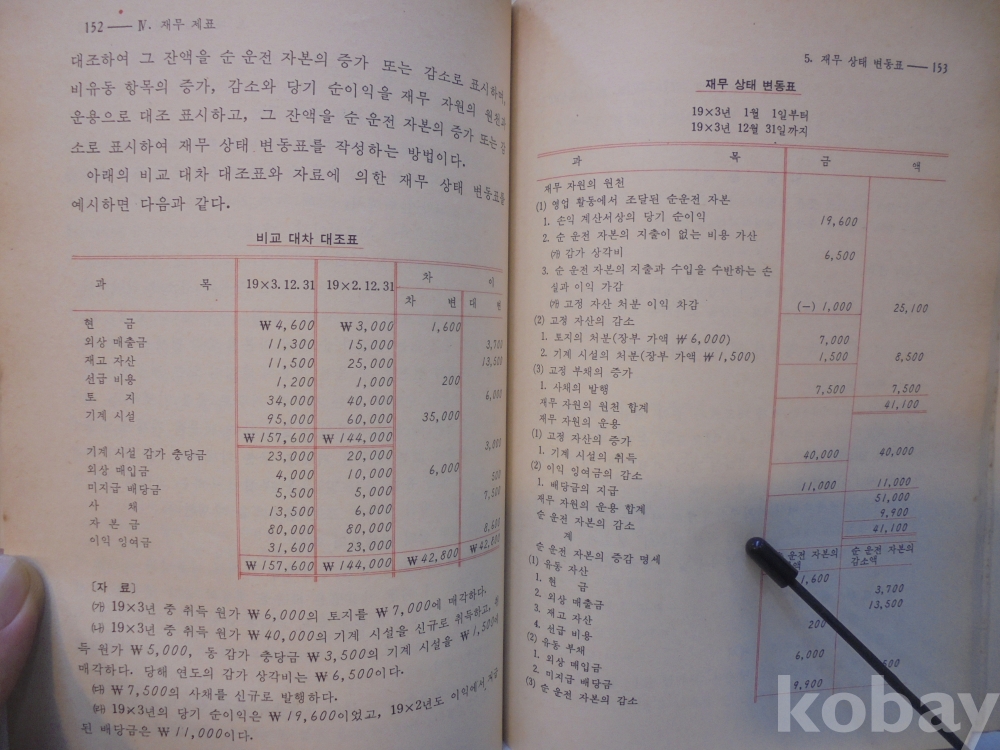 152 — Ⅳ. 재무 제표
대조하여 그 잔액을 순 운전 자본의 증가 또는 감소로 표시하며,
비유동 항목의 증가, 감소와 당기 순이익을 재무 자원의 원천과
운용으로 대조 표시하고, 그 잔액을 순 운전 자본의 증가 또는 감
소로 표시하여 재무 상태 변동표를 작성하는 방법이다.
아래의 비교 대차 대조표와 자료에 의한 재무 상태 변동표를
예시하면 다음과 같다.
비교 대차 대조표
과 목 19×3.12.31 19×2.12.31 차 이
차 변 대 변
현 금 ₩4,600 ₩3,000 1,600
외상 매출금 11,300 15,000 3,700
재고 자산 11,500 25,000 13,500
선급 비용 1,200 1,000 200
토 지 34,000 40,000 6,000
기계 시설 95,000 60,000 35,000
₩157,600 ₩144,000
기계 시설 감가 충당금 23,000 20,000 3,000
외상 매입금 4,000 10,000 6,000
미지급 배당금 5,500 5,000 500
사 채 13,500 6,000 7,500
자 본 금 80,000 80,000
이익 잉여금 31,600 23,000 8,600
₩157,600 ₩144,000 ₩42,800 ₩42,800
[자 료]
㈎ 19×3년 중 취득 원가 ₩6,000의 토지를 ₩7,000에 매각하다.
㈏ 19×3년 중 취득 원가 ₩40,000의 기계 시설을 신규로 취득하고, 취
득 원가 ₩5,000, 동 감가 충당금 ₩3,500의 기계 시설을 ₩1,500에
매각하다. 당해 연도의 감가 상각비는 ₩6,500이다.
㈐ ₩7,500의 사채를 신규로 발행하다.
㈑ 19×3년의 당기 순이익은 ₩19,600이었고, 19×2년도 이익에서 지급
된 배당금은 ₩11,000이다.
5. 재무 상태 변동표 — 153
재무 상태 변동표
19×3년 1월 1일부터
19×3년 12월 31일까지
과 목 금 액
재무 자원의 원천
(1) 영업 활동에서 조달된 순운전 자본
1. 손익 계산서상의 당기 순이익 19,600
2. 순 운전 자본의 지출이 없는 비용 가산
㈎ 감가 상각비 6,500
3. 순 운전 자본의 지출과 수입을 수반하는 손
실과 이익 가감
㈎ 고정 자산 처분 이익 차감 (−) 1,000 25,100
(2) 고정 자산의 감소
1. 토지의 처분(장부 가액 ₩6,000) 7,000
2. 기계 시설의 처분(장부 가액 ₩1,500) 1,500 8,500
(3) 고정 부채의 증가
1. 사채의 발행 7,500 7,500
재무 자원의 원천 합계 41,100
재무 자원의 운용
(1) 고정 자산의 증가
1. 기계 시설의 취득 40,000 40,000
(2) 이익 잉여금의 감소
1. 배당금의 지급 11,000 11,000
재무 자원의 운용 합계 51,000
순 운전 자본의 감소 9,900
계 41,100
순 운전 자본의 증감 명세 운전 자본의 순 운전 자본의
액 감소액
(1) 유동 자산
1. 현 금 1,600
2. 외상 매출금 3,700
3. 재고 자산 13,500
4. 선급 비용 200
(2) 유동 부채
1. 외상 매입금 6,000
2. 미지급 배당금 500
(3) 순 운전 자본의 감소 9,900
kobay